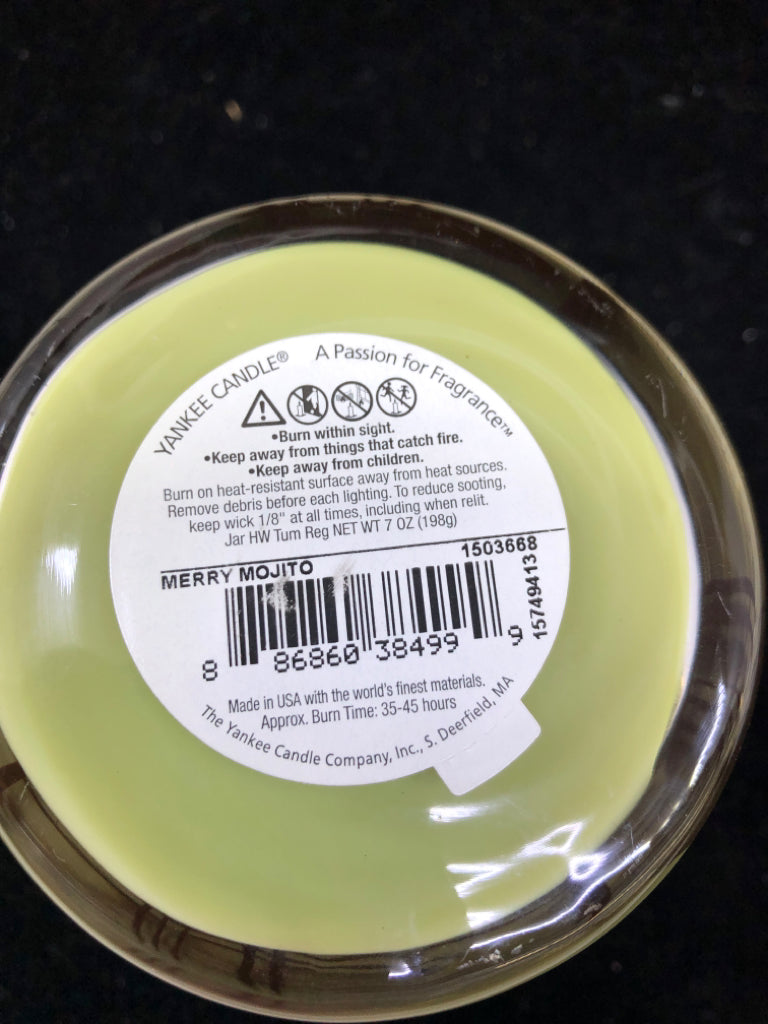 YANKEE CANDLE® A Passion for Fragrance™
•Burn within sight.
•Keep away from things that catch fire.
•Keep away from children.
Burn on heat-resistant surface away from heat sources.
Remove debris before each lighting. To reduce sooting,
keep wick 1/8" at all times, including when relit.
Jar HW Tum Reg NET WT 7 OZ (198g)
MERRY MOJITO 1503668
15749413
8 86860 38499 9
Made in USA with the world's finest materials.
Approx. Burn Time: 35-45 hours
The Yankee Candle Company, Inc., S. Deerfield, MA